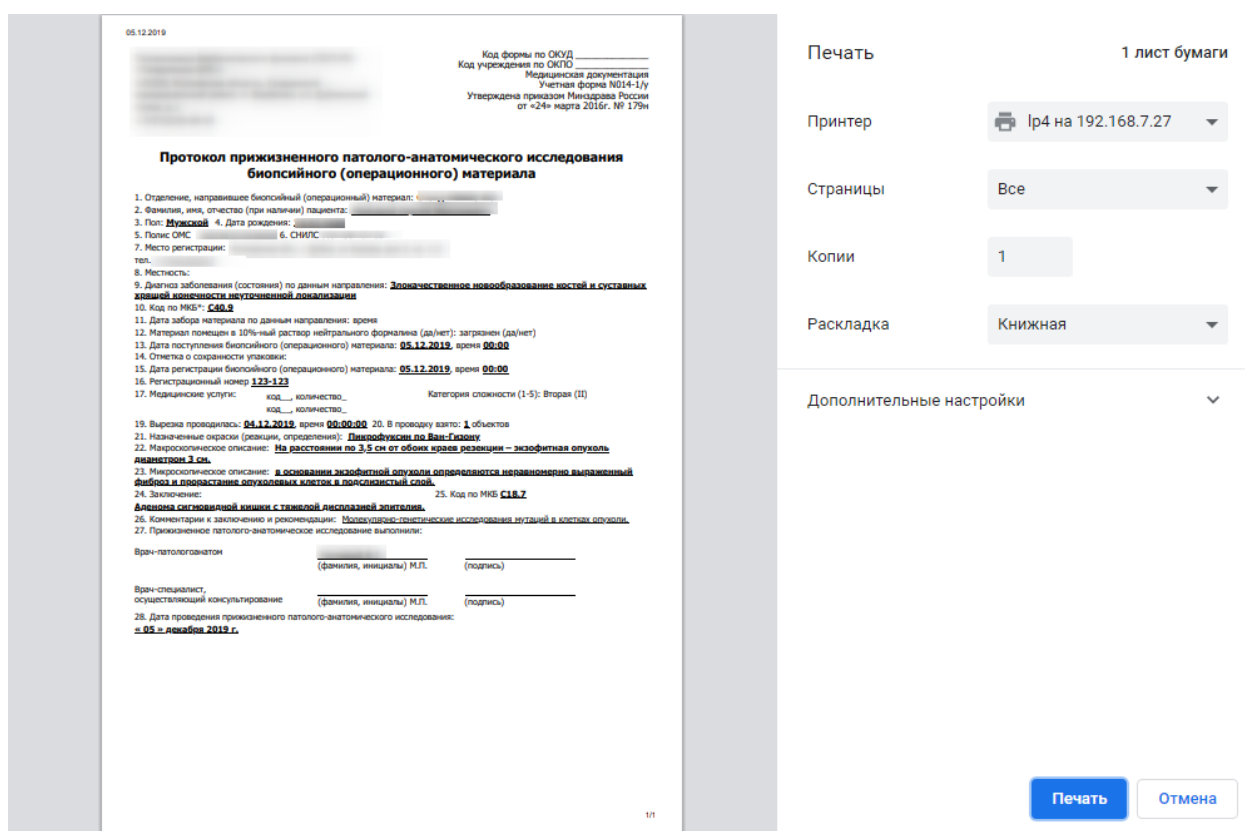 05.12.2019
Код формы по ОКУД
Код учреждения по ОКПО
Медицинская документация
Учетная форма N014-1/у
Утверждена приказом Минздрава России
от «24» марта 2016г. № 179н
Протокол прижизненного патолого-анатомического исследования
биопсийного (операционного) материала
1. Отделение, направившее биопсийный (операционный) материал:
2. Фамилия, имя, отчество (при наличии) пациента:
3. Пол: Мужской 4. Дата рождения:
5. Полис ОМС 6. СНИЛС
7. Место регистрации:
тел.
8. Местность:
9. Диагноз заболевания (состояния) по данным направления: Злокачественное новообразование костей и суставных
хрящей конечности неуточненной локализации
10. Код по МКБ*: C40.9
11. Дата забора материала по данным направления: время
12. Материал помещен в 10%-ный раствор нейтрального формалина (да/нет): загрязнен (да/нет)
13. Дата поступления биопсийного (операционного) материала: 05.12.2019, время 00:00
14. Отметка о сохранности упаковки:
15. Дата регистрации биопсийного (операционного) материала: 05.12.2019, время 00:00
16. Регистрационный номер 123-123
17. Медицинские услуги: код__, количество_ Категория сложности (1-5): Вторая (II)
код__, количество_
19. Вырезка проводилась: 04.12.2019, время 00:00:00 20. В проводку взято: 1 объектов
21. Назначенные окраски (реакции, определения): Пикрофуксин по Ван-Гизону
22. Макроскопическое описание: На расстоянии по 3,5 см от обоих краев резекции – экзофитная опухоль
диаметром 3 см.
23. Микроскопическое описание: в основании экзофитной опухоли определяются неравномерно выраженный
фиброз и прорастание опухолевых клеток в подслизистый слой.
24. Заключение: 25. Код по МКБ C18.7
Аденома сигмовидной кишки с тяжелой дисплазией эпителия.
26. Комментарии к заключению и рекомендации: Молекулярно-генетические исследования мутаций в клетках опухоли.
27. Прижизненное патолого-анатомическое исследование выполнили:
Врач-патологоанатом
(фамилия, инициалы) М.П. (подпись)
Врач-специалист,
осуществляющий консультирование
(фамилия, инициалы) М.П. (подпись)
28. Дата проведения прижизненного патолого-анатомического исследования:
« 05 » декабря 2019 г.
1/1
Печать 1 лист бумаги
Принтер lp4 на 192.168.7.27
Страницы Все
Копии 1
Раскладка Книжная
Дополнительные настройки
Печать Отмена